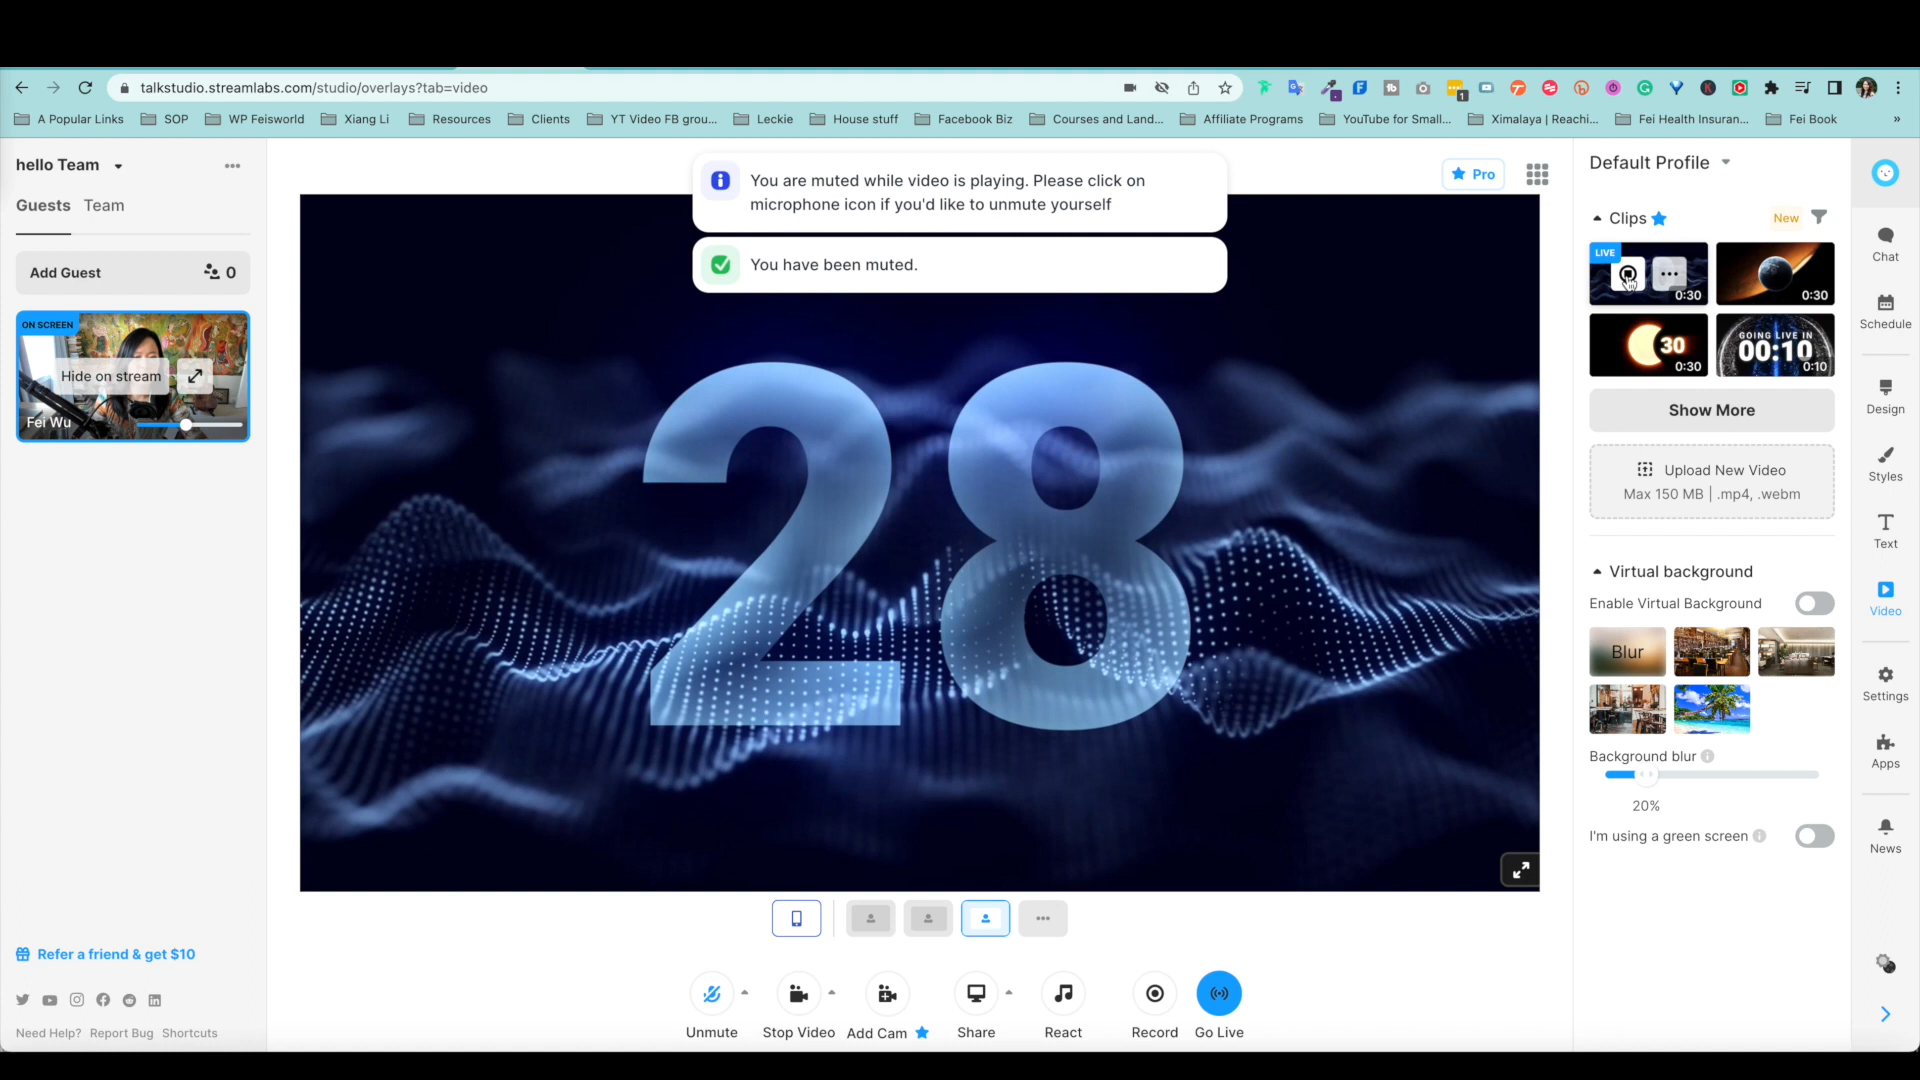 talkstudio.streamlabs.com/studio/overlays?tab=video
1
A Popular Links
SOP
WP Feisworld
Xiang Li
Resources
Clients
YT Video FB grou...
Leckie
House stuff
Facebook Biz
Courses and Land...
Affiliate Programs
YouTube for Small...
Ximalaya | Reachi...
Fei Health Insuran...
Fei Book
»
hello Team
Guests
Team
Add Guest
0
ON SCREEN
Hide on stream
Fei Wu
Refer a friend & get $10
Need Help?
Report Bug
Shortcuts
You are muted while video is playing. Please click on
microphone icon if you'd like to unmute yourself
You have been muted.
Pro
28
Unmute
Stop Video
Add Cam
Share
React
Record
Go Live
Default Profile
Clips
New
LIVE
0:30
0:30
30
0:30
GOING LIVE IN
00:10
0:10
Show More
Upload New Video
Max 150 MB | .mp4, .webm
Virtual background
Enable Virtual Background
Blur
Background blur
20%
I'm using a green screen
Chat
Schedule
Design
Styles
Text
Video
Settings
Apps
News